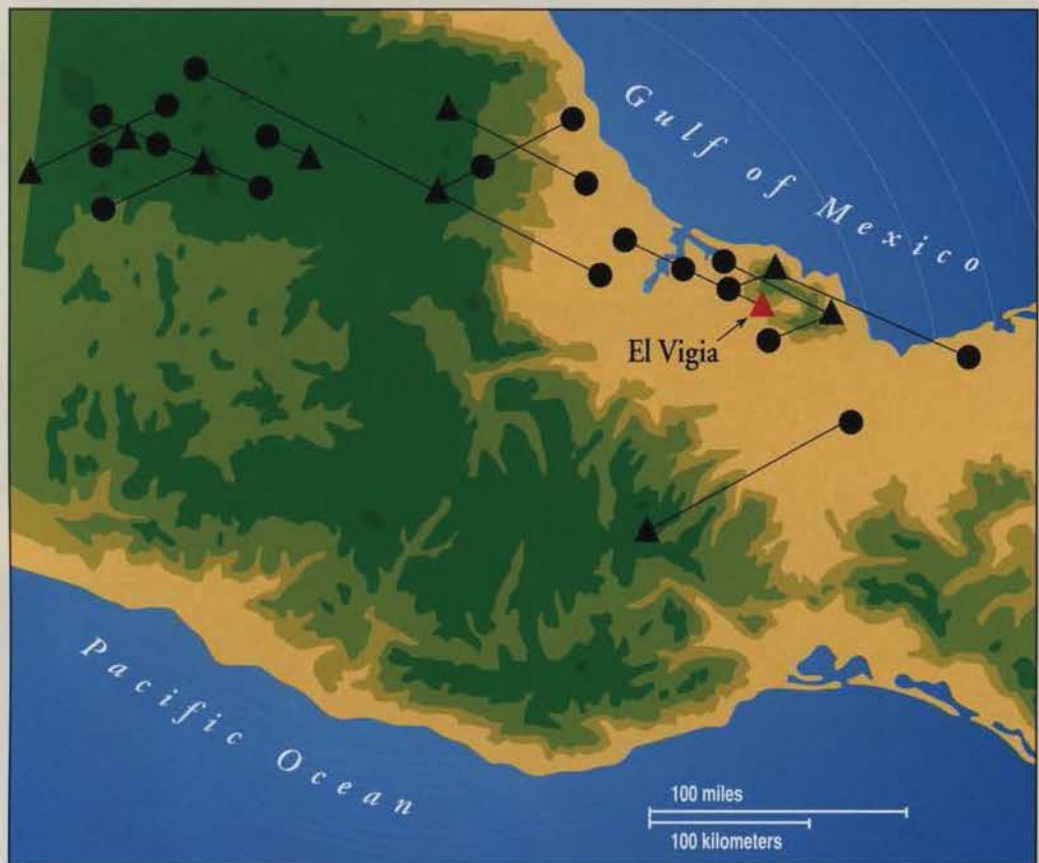 Gulf of Mexico
El Vigia
Pacific Ocean
100 miles
100 kilometers